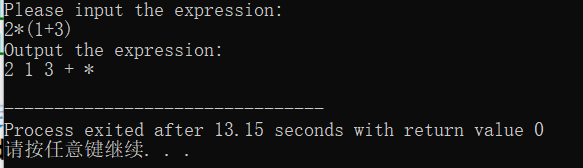 Please input the expression:
2*(1+3)
Output the expression:
2 1 3 + *
--------------------------------
Process exited after 13.15 seconds with return value 0
请按任意键继续. . .